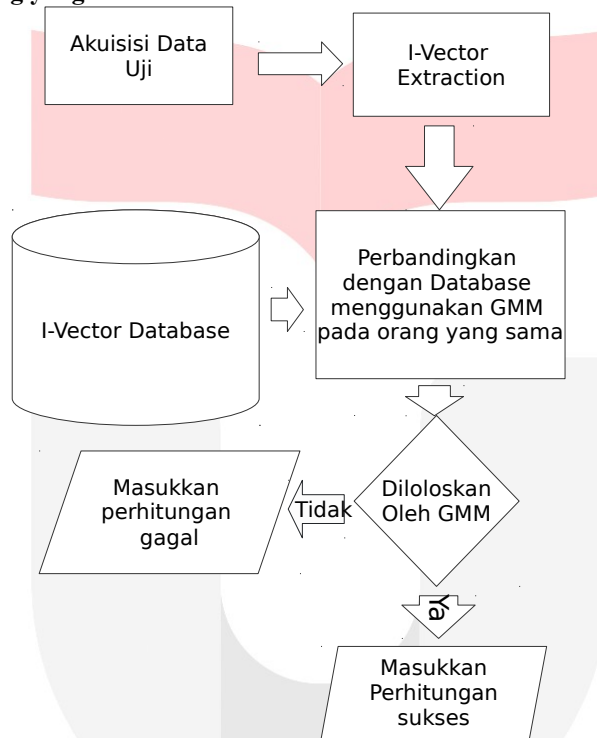 Akuisisi Data
Uji
I-Vector
Extraction
Perbandingkan
dengan Database
menggunakan GMM
pada orang yang sama
I-Vector Database
Diloloskan
Oleh GMM
Tidak
Masukkan
perhitungan
gagal
Ya
Masukkan
Perhitungan
sukses